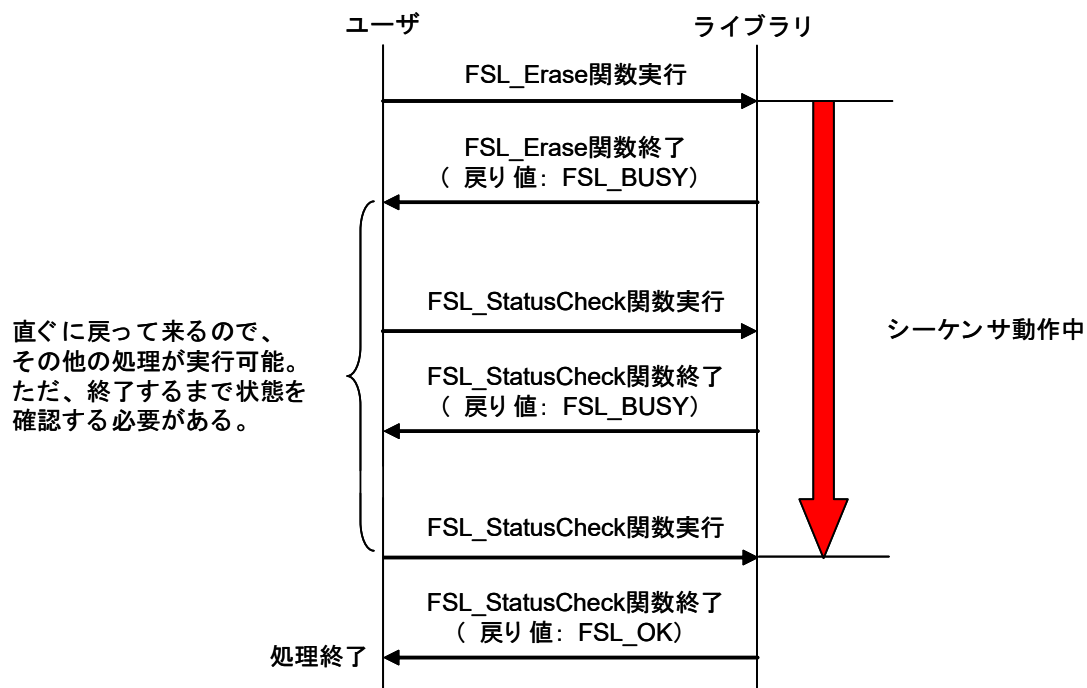 ユーザ
ライブラリ
FSL_Erase関数実行
FSL_Erase関数終了
( 戻り値: FSL_BUSY)
FSL_StatusCheck関数実行
直ぐに戻って来るので、
その他の処理が実行可能。
ただ、終了するまで状態を
確認する必要がある。
シーケンサ動作中
FSL_StatusCheck関数終了
( 戻り値: FSL_BUSY)
FSL_StatusCheck関数実行
FSL_StatusCheck関数終了
( 戻り値: FSL_OK)
処理終了